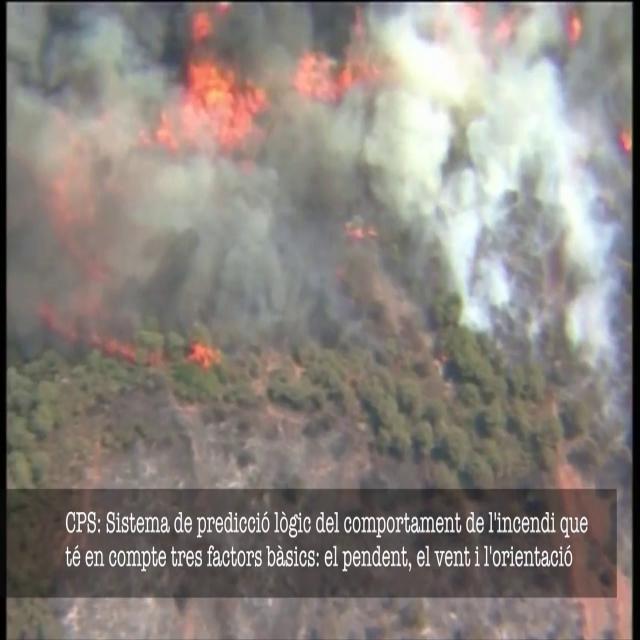 CPS: Sistema de predicció lògic del comportament de l'incendi que
té en compte tres factors bàsics: el pendent, el vent i l'orientació